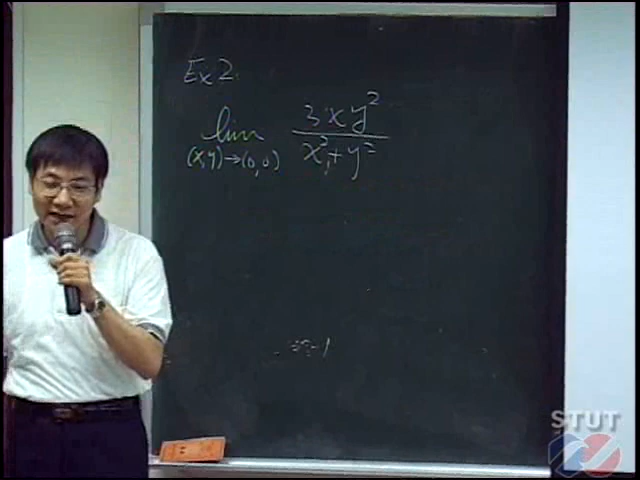 Ex 2.
lim (x,y)→(0,0) 3xy² / x²+y²
STUT